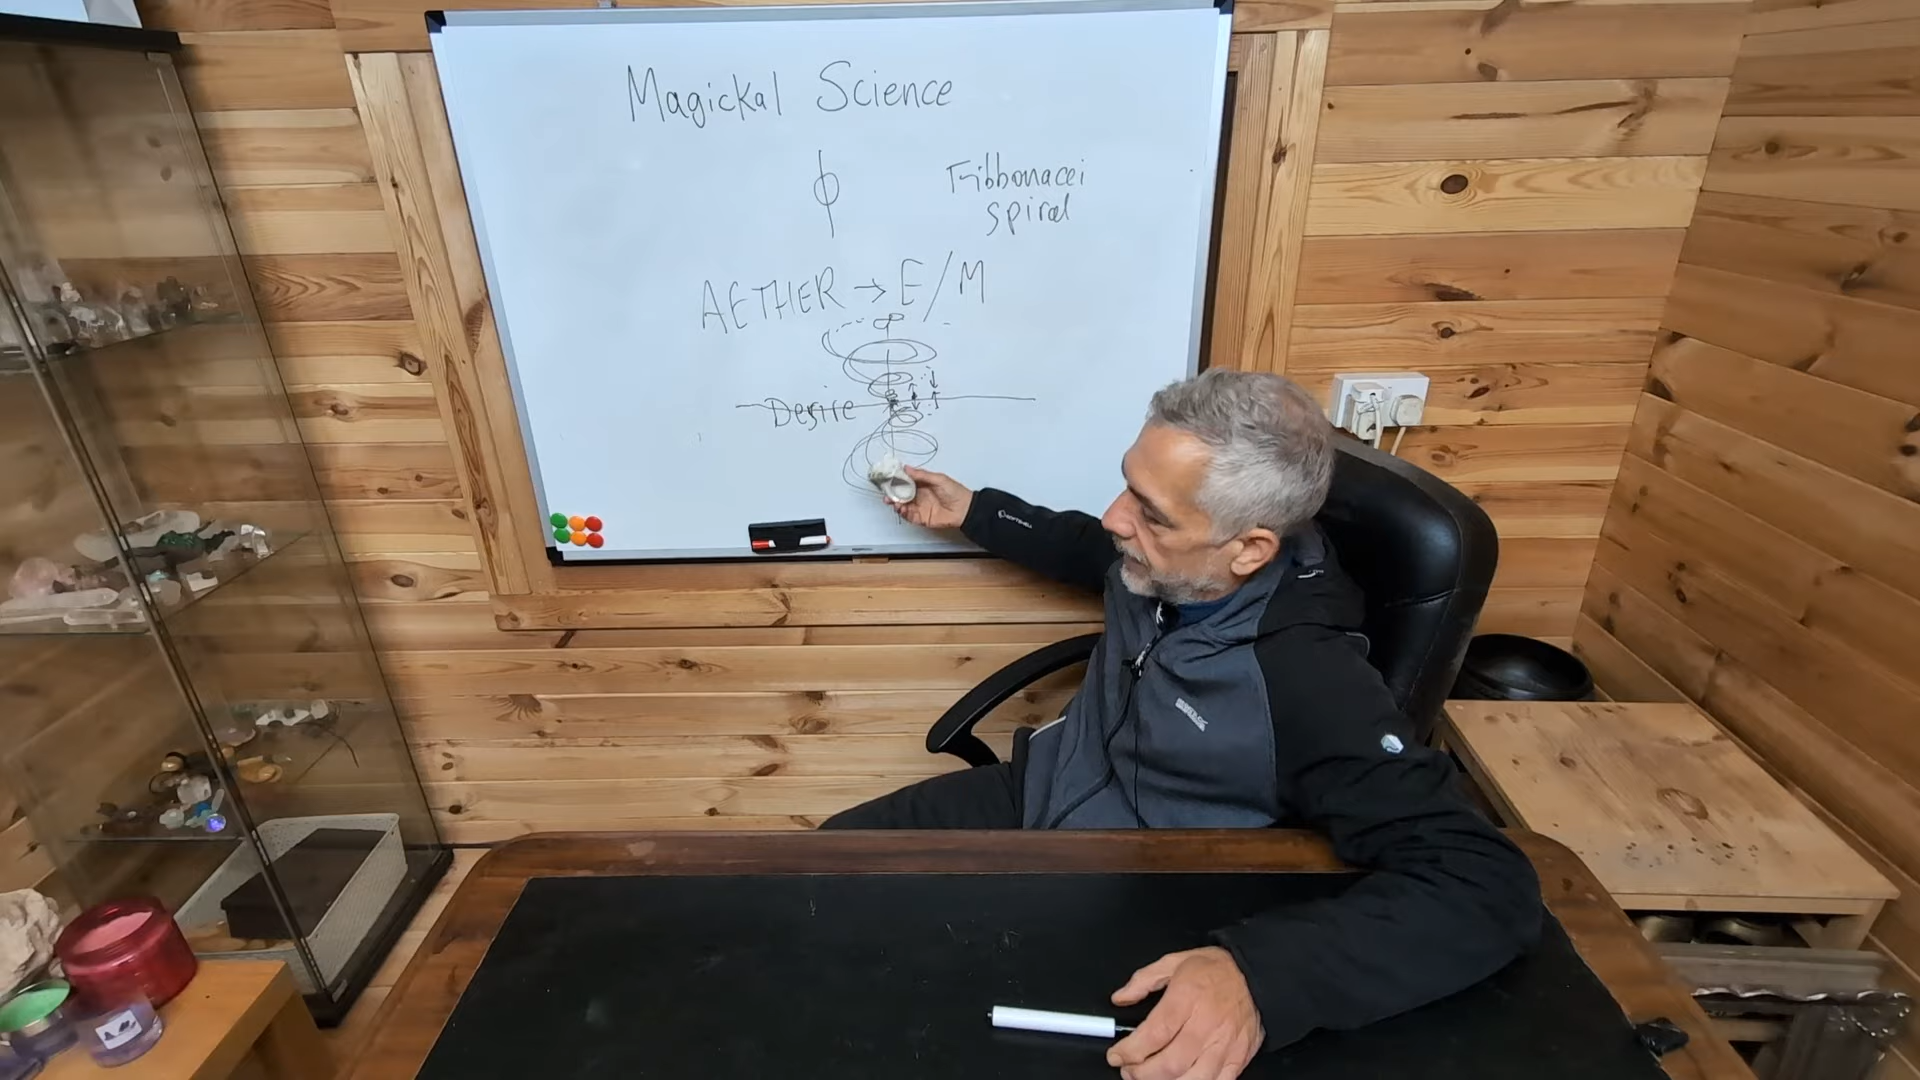 Magickal Science
ϕ
Fibbonacci
spiral
AETHER → E/M
Desire